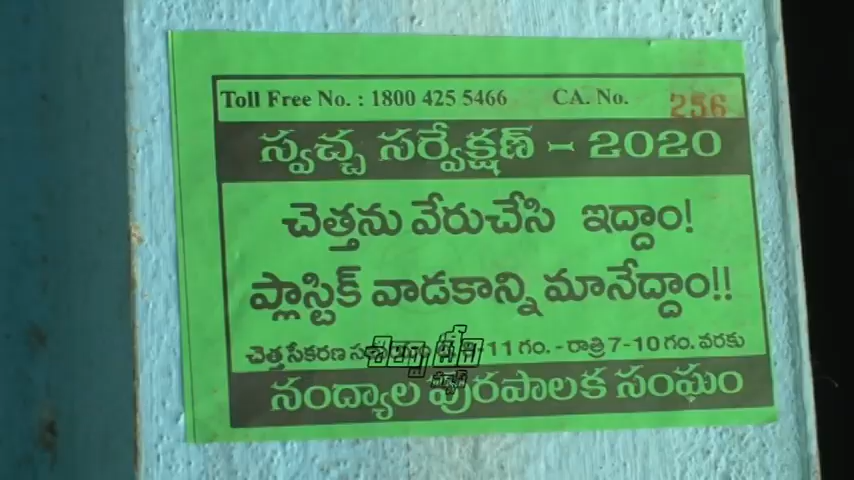 Toll Free No. : 1800 425 5466 CA. No. 256
స్వచ్ఛ సర్వేక్షణ్ - 2020
చెత్తను వేరుచేసి ఇద్దాం!
ప్లాస్టిక్ వాడకాన్ని మానేద్దాం!!
చెత్త సేకరణ 11 గం. - రాత్రి 7-10 గం. వరకు
నంద్యాల పురపాలక సంఘం